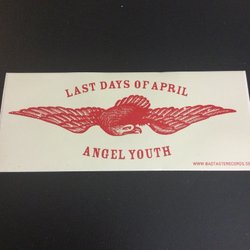 LAST DAYS OF APRIL
ANGEL YOUTH
WWW.BADTASTERECORDS.SE